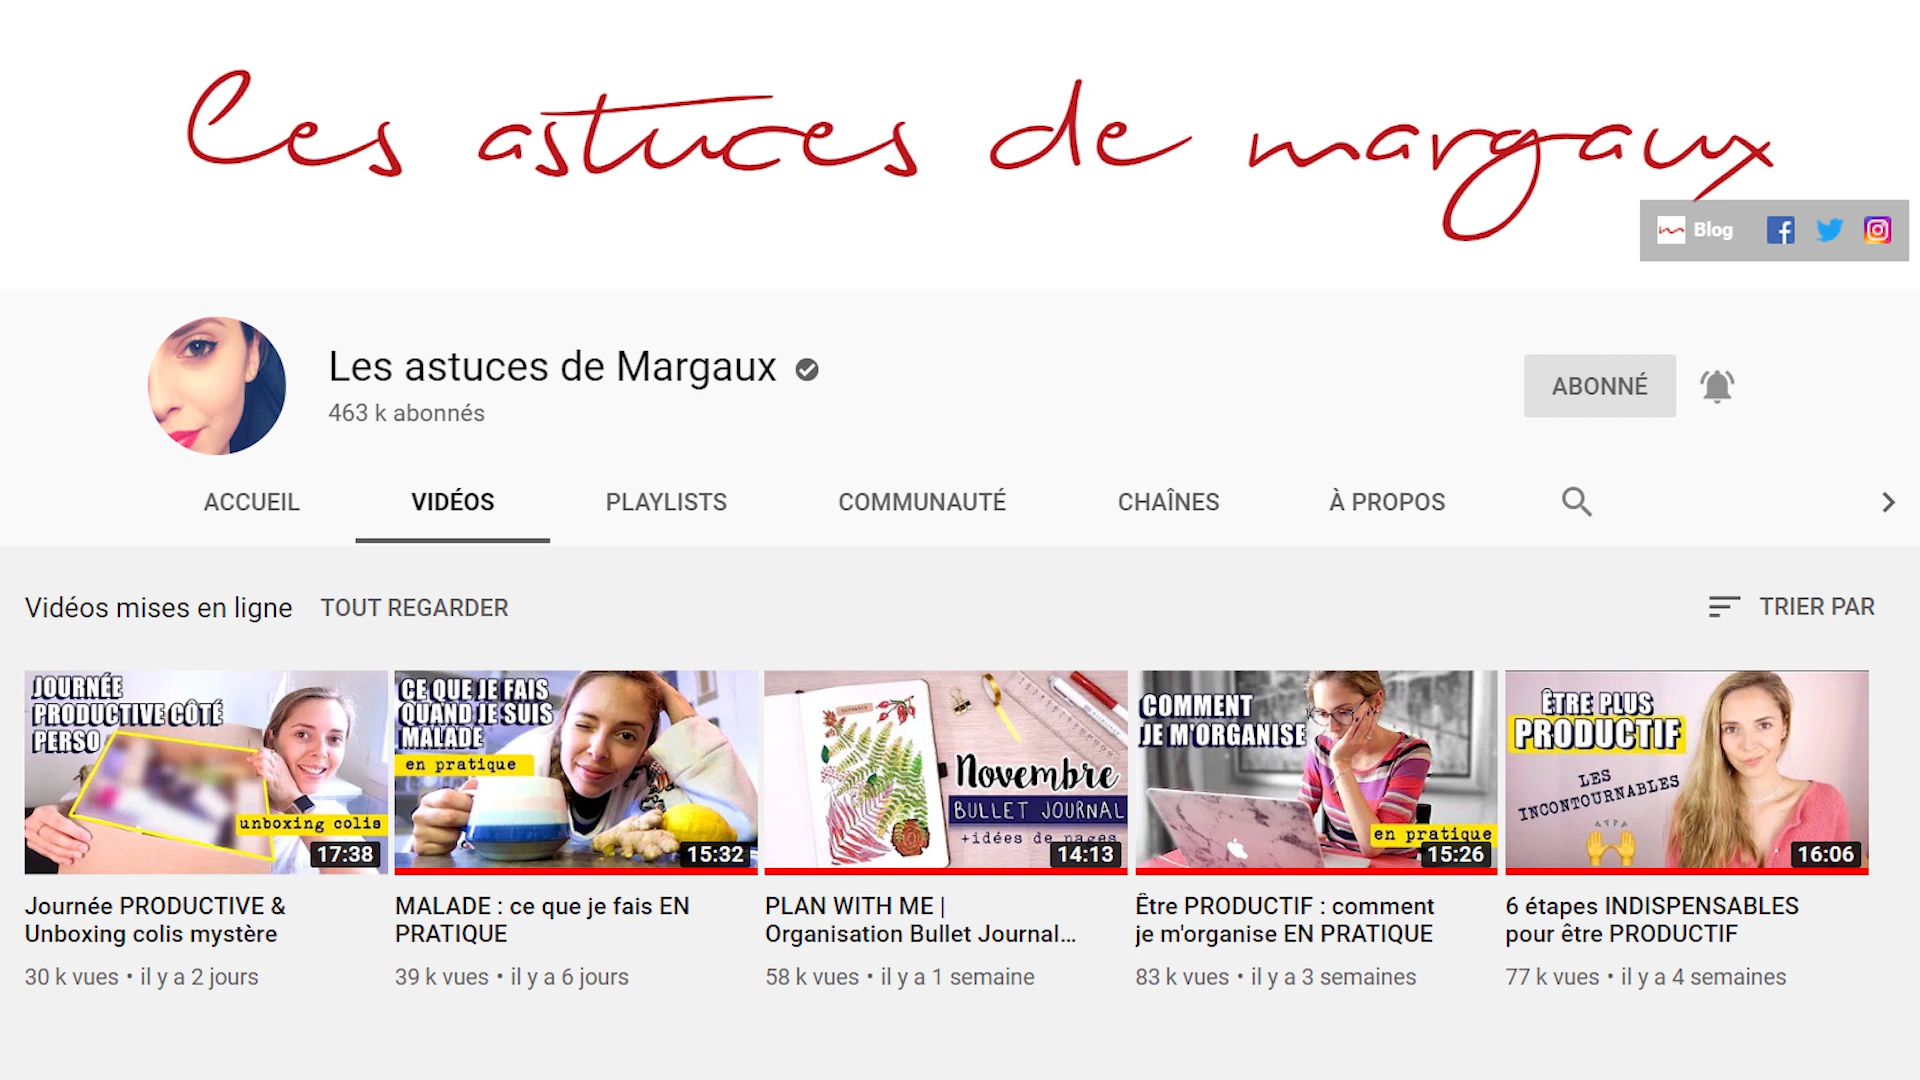 les astuces de margaux
Blog
Les astuces de Margaux
463 k abonnés
ABONNÉ
ACCUEIL
VIDÉOS
PLAYLISTS
COMMUNAUTÉ
CHAÎNES
À PROPOS
Vidéos mises en ligne
TOUT REGARDER
TRIER PAR
JOURNÉE
PRODUCTIVE CÔTÉ
PERSO
unboxing colis
17:38
CE QUE JE FAIS
QUAND JE SUIS
MALADE
en pratique
15:32
Novembre
BULLET JOURNAL
+idées de pages
14:13
COMMENT
JE M'ORGANISE
en pratique
15:26
ÊTRE PLUS
PRODUCTIF
LES
INCONTOURNABLES
16:06
Journée PRODUCTIVE &
Unboxing colis mystère
30 k vues • il y a 2 jours
MALADE : ce que je fais EN
PRATIQUE
39 k vues • il y a 6 jours
PLAN WITH ME |
Organisation Bullet Journal...
58 k vues • il y a 1 semaine
Être PRODUCTIF : comment
je m'organise EN PRATIQUE
83 k vues • il y a 3 semaines
6 étapes INDISPENSABLES
pour être PRODUCTIF
77 k vues • il y a 4 semaines